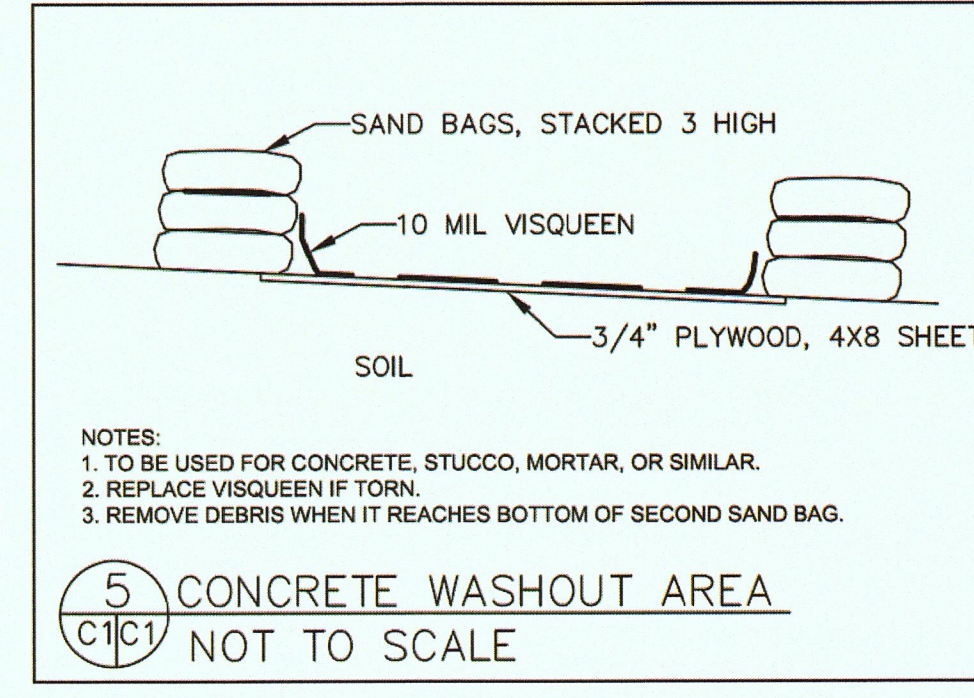 SAND BAGS, STACKED 3 HIGH
10 MIL VISQUEEN
3/4" PLYWOOD, 4X8 SHEET
SOIL
NOTES:
1. TO BE USED FOR CONCRETE, STUCCO, MORTAR, OR SIMILAR.
2. REPLACE VISQUEEN IF TORN.
3. REMOVE DEBRIS WHEN IT REACHES BOTTOM OF SECOND SAND BAG.
5 CONCRETE WASHOUT AREA
C1 C1 NOT TO SCALE